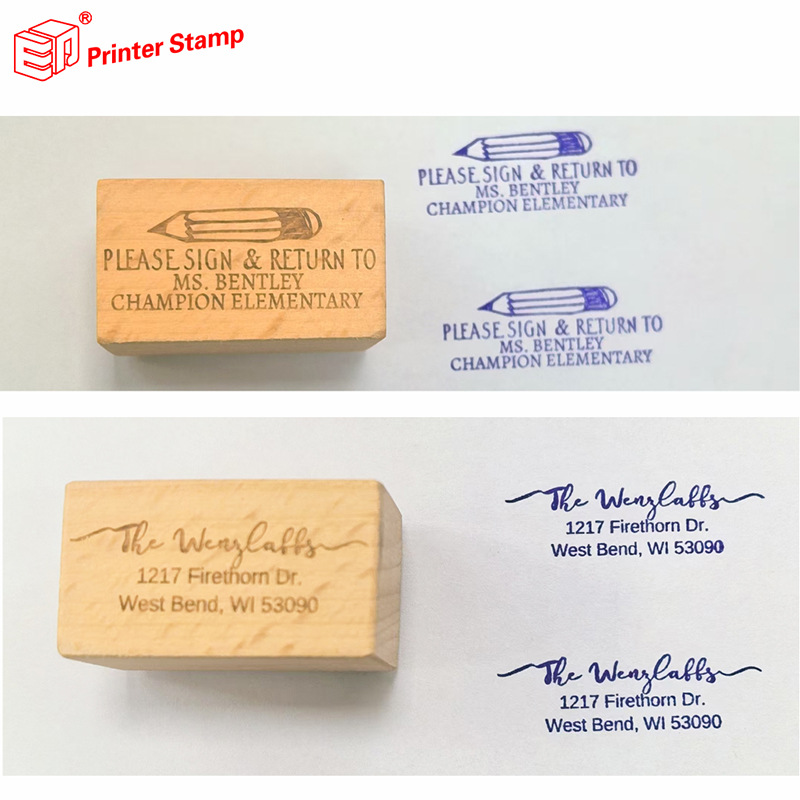 ® Printer Stamp
PLEASE SIGN & RETURN TO
MS. BENTLEY
CHAMPION ELEMENTARY
PLEASE SIGN & RETURN TO
MS. BENTLEY
CHAMPION ELEMENTARY
PLEASE SIGN & RETURN TO
MS. BENTLEY
CHAMPION ELEMENTARY
The Wenzlaffs
1217 Firethorn Dr.
West Bend, WI 53090
The Wenzlaffs
1217 Firethorn Dr.
West Bend, WI 53090
The Wenzlaffs
1217 Firethorn Dr.
West Bend, WI 53090